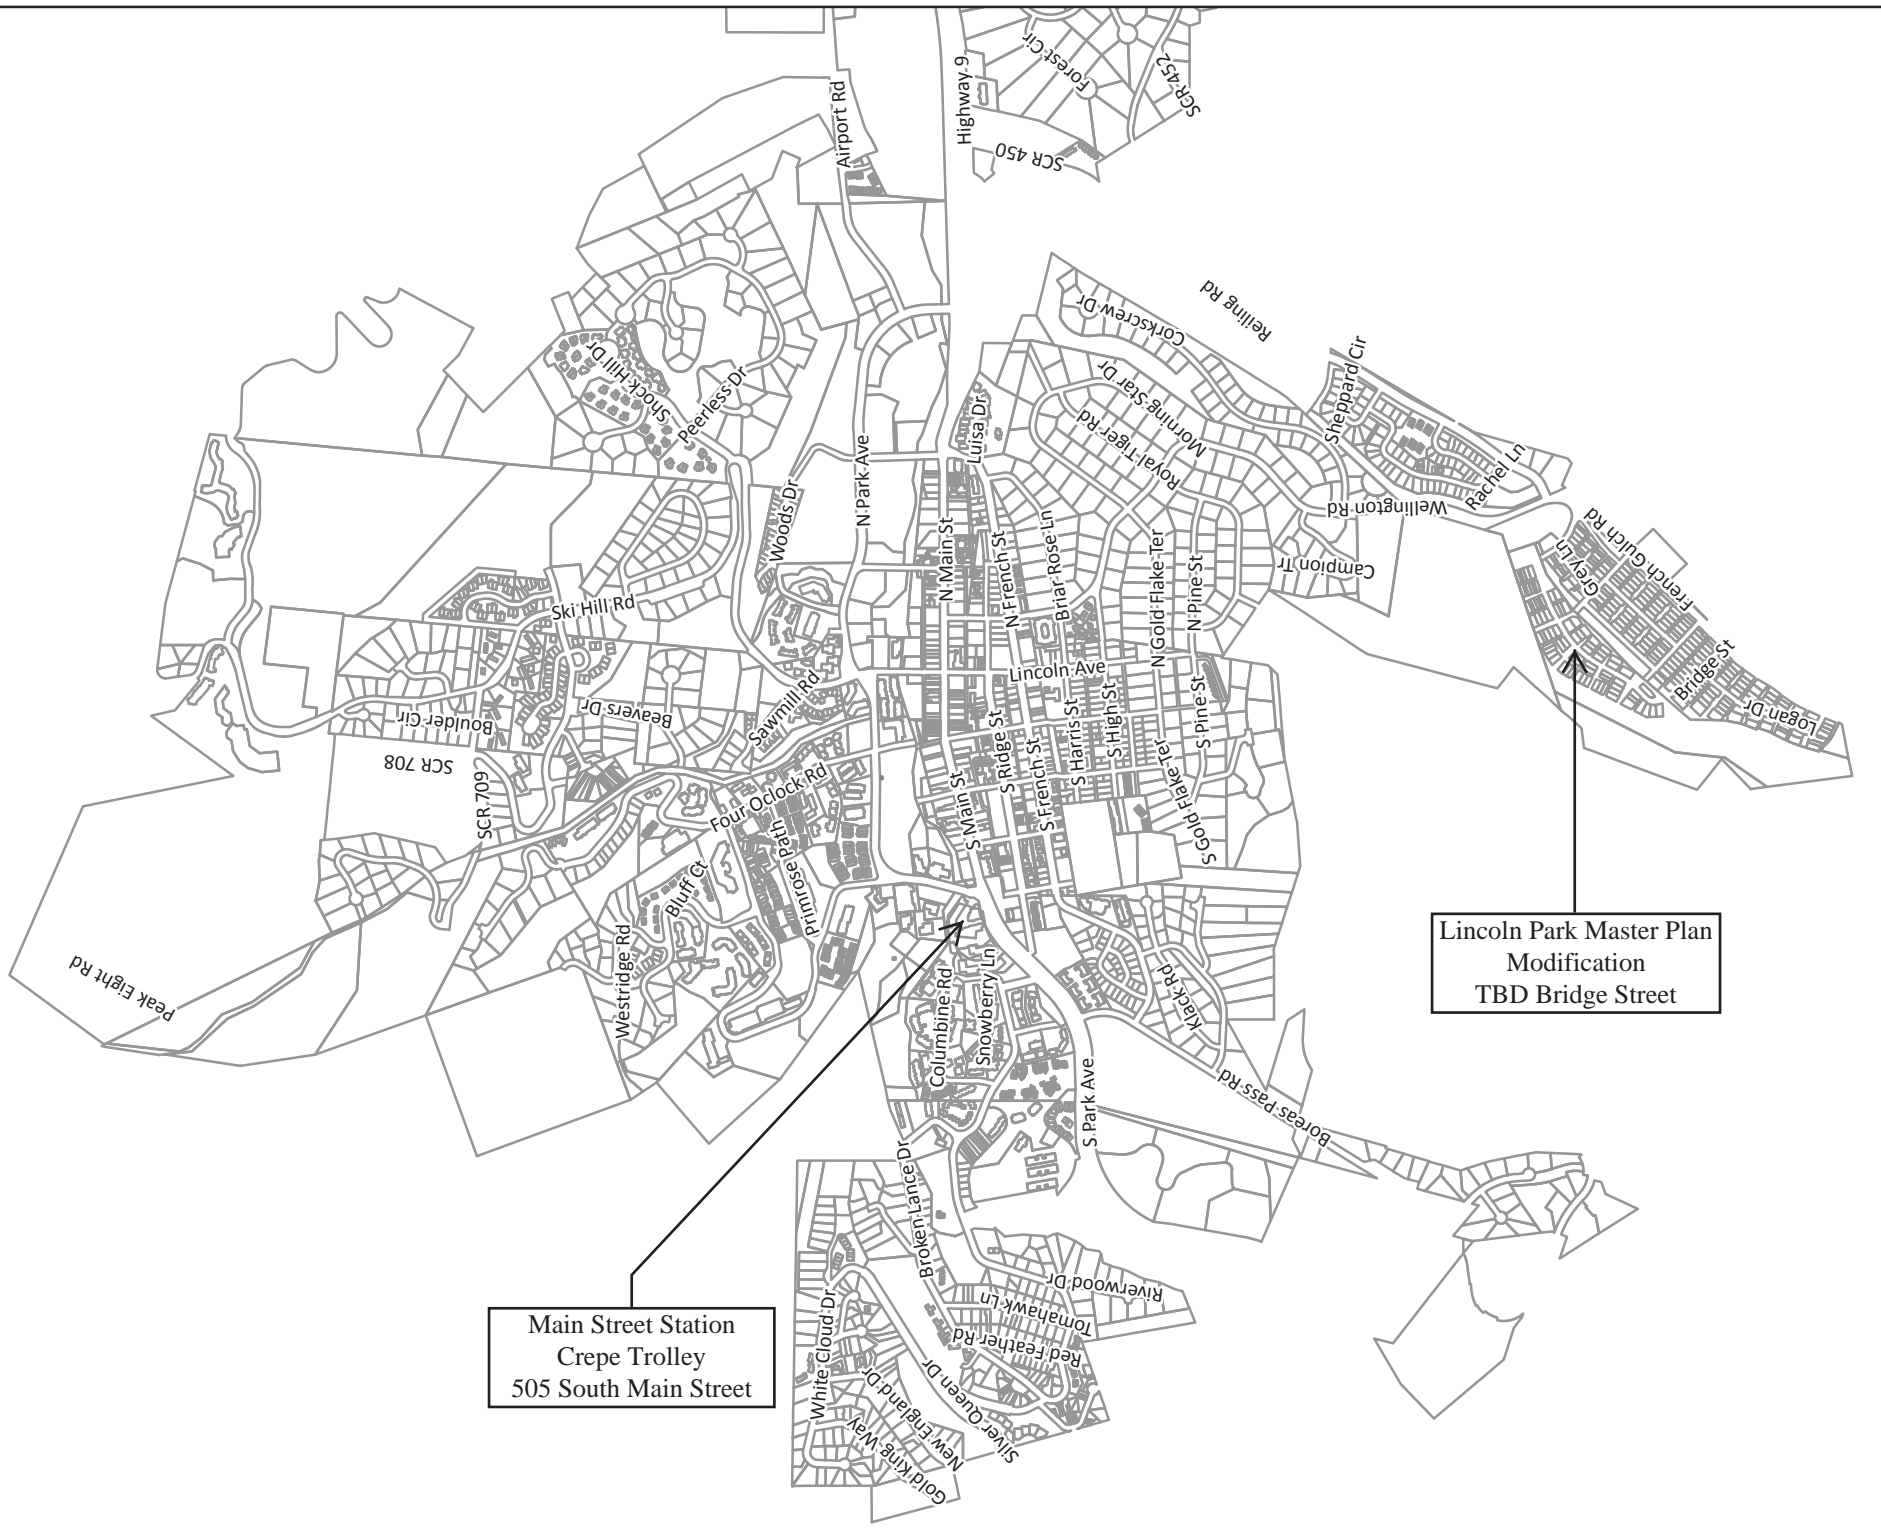 Forest Cir
SCR 452
Highway 9
SCR 450
Airport Rd
Reiling Rd
Corkscrew Dr
Shock Hill Dr
Peerless Dr
Luisa Dr
Morning Star Dr
Royal Tiger Rd
Sheppard Cir
Rachel Ln
Wellington Rd
N Park Ave
Woods Dr
N Main St
N French St
Briar Rose Ln
N Gold Flake Ter
N Pine St
Campion Tr
Grey Ln
French Gulch Rd
Ski Hill Rd
Lincoln Ave
Bridge St
Logan Dr
Boulder Cir
Beavers Dr
Sawmill Rd
S Ridge St
S Harris St
S High St
S Pine St
SCR 708
SCR 709
Four Oclock Rd
Primrose Path
S Main St
S French St
S Gold Flake Ter
Bluff Ct
Westridge Rd
Peak Eight Rd
Columbine Rd
Snowberry Ln
Klack Rd
Lincoln Park Master Plan
Modification
TBD Bridge Street
S Park Ave
Boreas Pass Rd
Broken Lance Dr
Riverwood Dr
Tomahawk Ln
Red Feather Rd
White Cloud Dr
Silver Queen Dr
New England Dr
Gold King Way
Main Street Station
Crepe Trolley
505 South Main Street